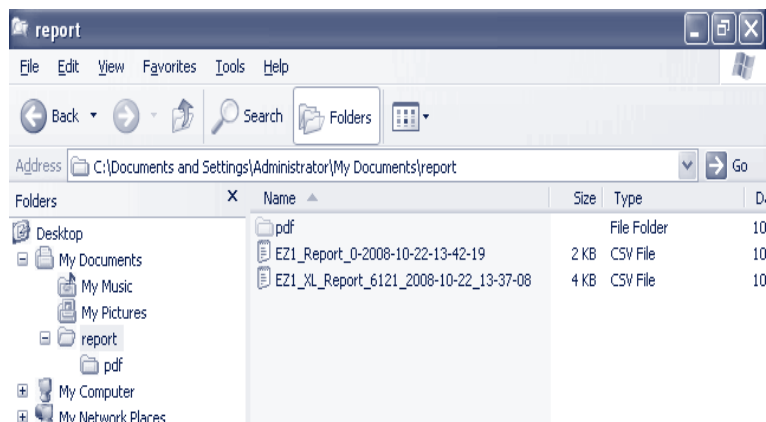 report
File Edit View Favorites Tools Help
Back Search Folders
Address C:\Documents and Settings\Administrator\My Documents\report Go
Folders X Name Size Type D
Desktop
My Documents
My Music
My Pictures
report
pdf
My Computer
My Network Places
pdf File Folder 10
EZ1_Report_0-2008-10-22-13-42-19 2 KB CSV File 10
EZ1_XL_Report_6121_2008-10-22_13-37-08 4 KB CSV File 10